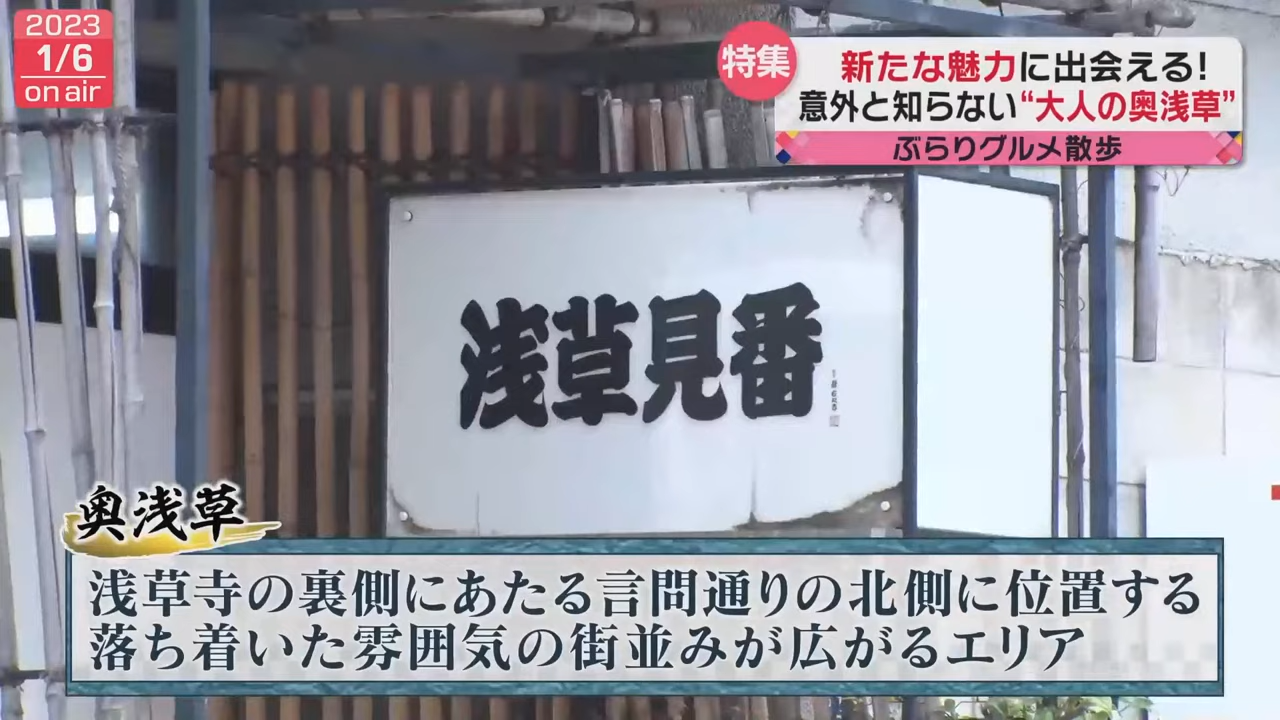 2023
1/6
on air
特集
新たな魅力に出会える!
意外と知らない“大人の奥浅草”
ぶらりグルメ散歩
浅草見番
奥浅草
浅草寺の裏側にあたる言問通りの北側に位置する
落ち着いた雰囲気の街並みが広がるエリア